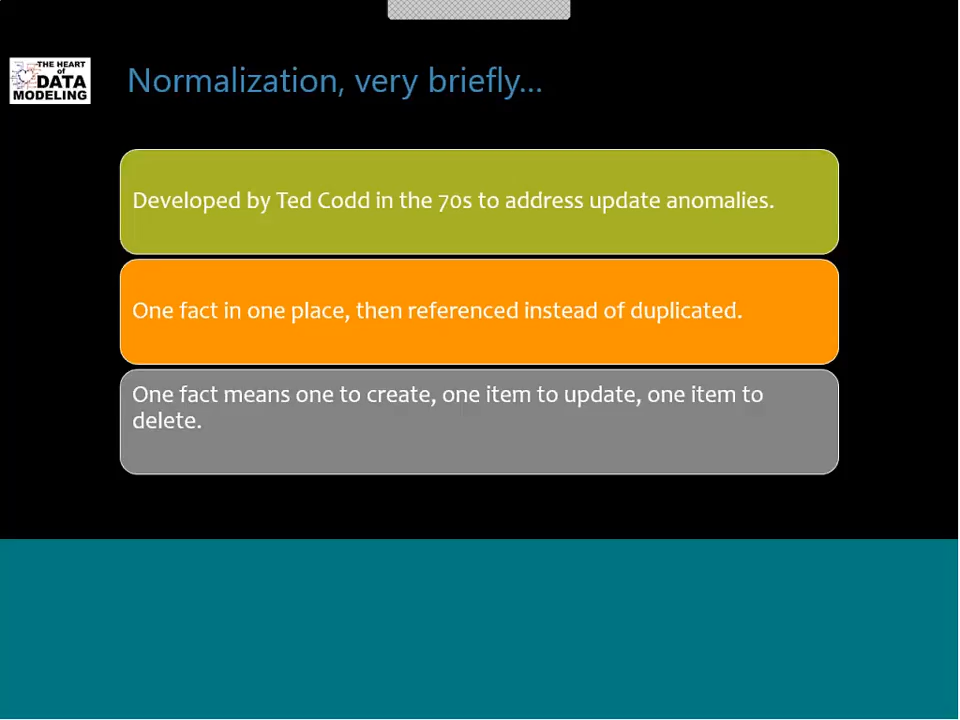 THE HEART
of
DATA
MODELING
Normalization, very briefly...
Developed by Ted Codd in the 70s to address update anomalies.
One fact in one place, then referenced instead of duplicated.
One fact means one to create, one item to update, one item to
delete.